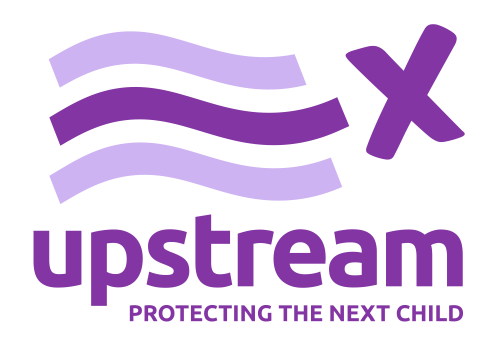 upstream
PROTECTING THE NEXT CHILD